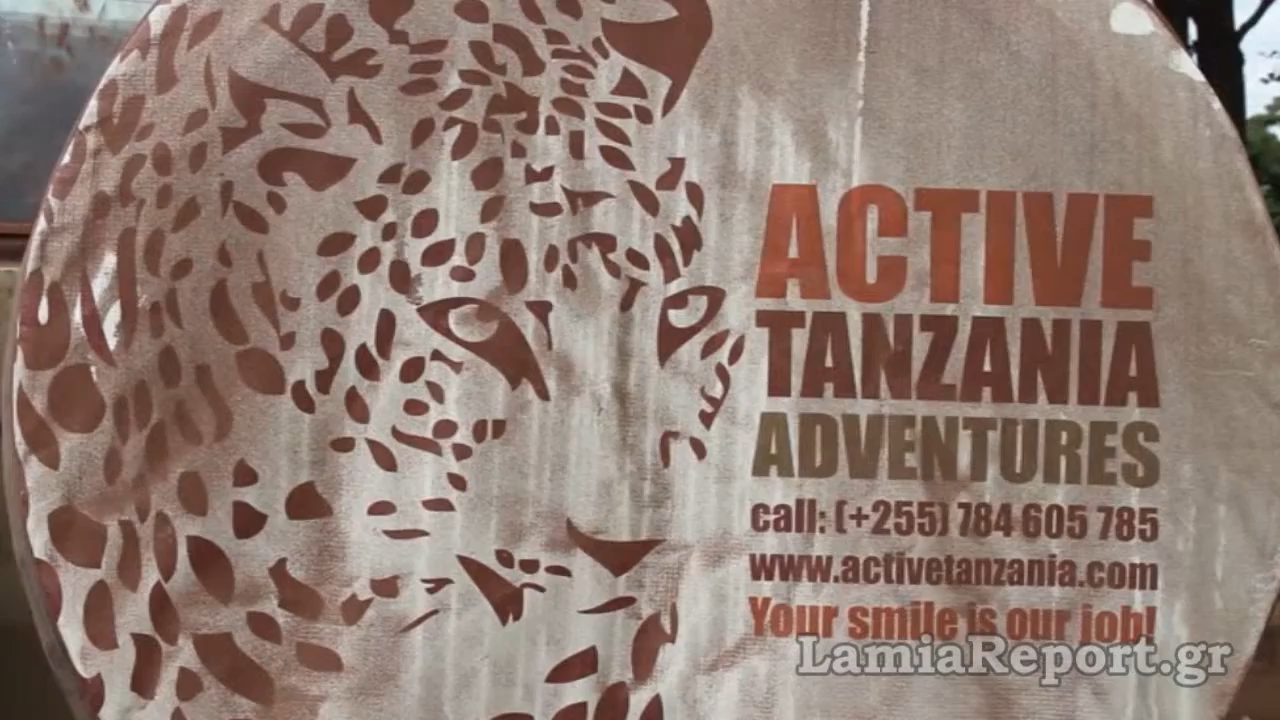 ACTIVE
TANZANIA
ADVENTURES
call: (+255) 784 605 785
www.activetanzania.com
Your smile is our job!
LamiaReport.gr